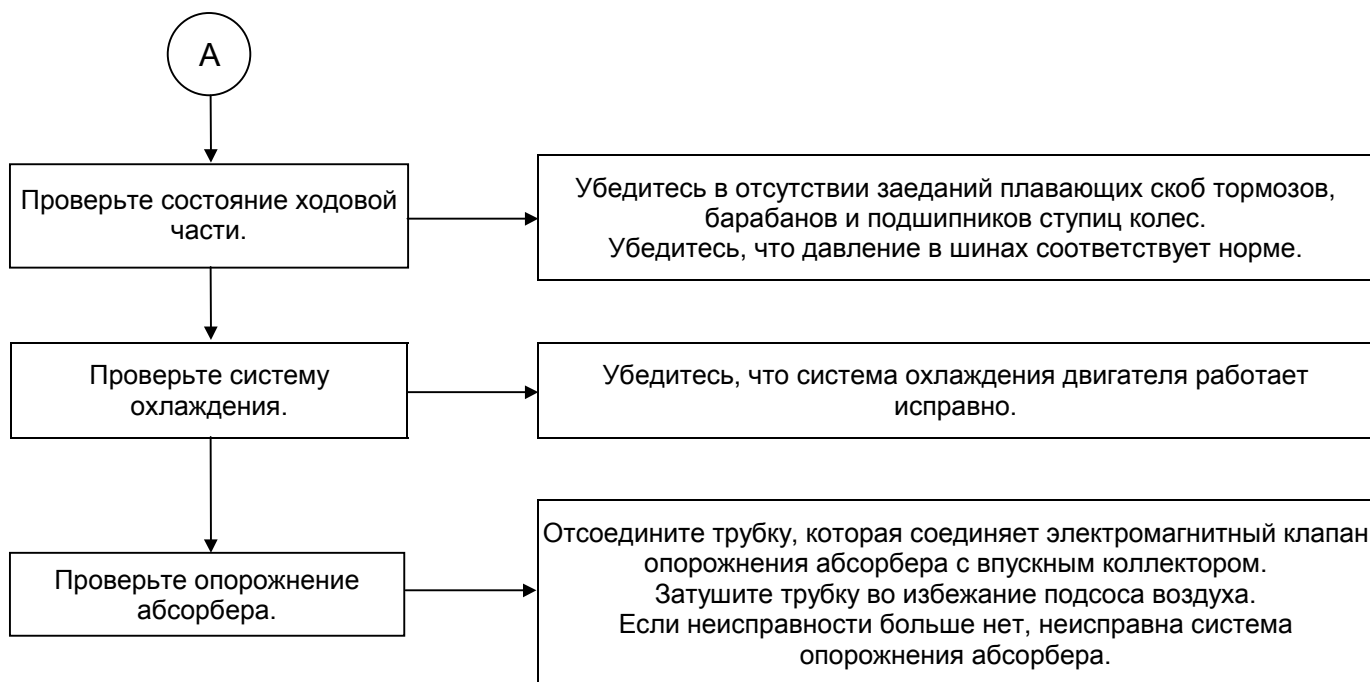 А
Проверьте состояние ходовой
части.
Убедитесь в отсутствии заеданий плавающих скоб тормозов,
барабанов и подшипников ступиц колес.
Убедитесь, что давление в шинах соответствует норме.
Проверьте систему
охлаждения.
Убедитесь, что система охлаждения двигателя работает
исправно.
Проверьте опорожнение
абсорбера.
Отсоедините трубку, которая соединяет электромагнитный клапан
опорожнения абсорбера с впускным коллектором.
Затушите трубку во избежание подсоса воздуха.
Если неисправности больше нет, неисправна система
опорожнения абсорбера.